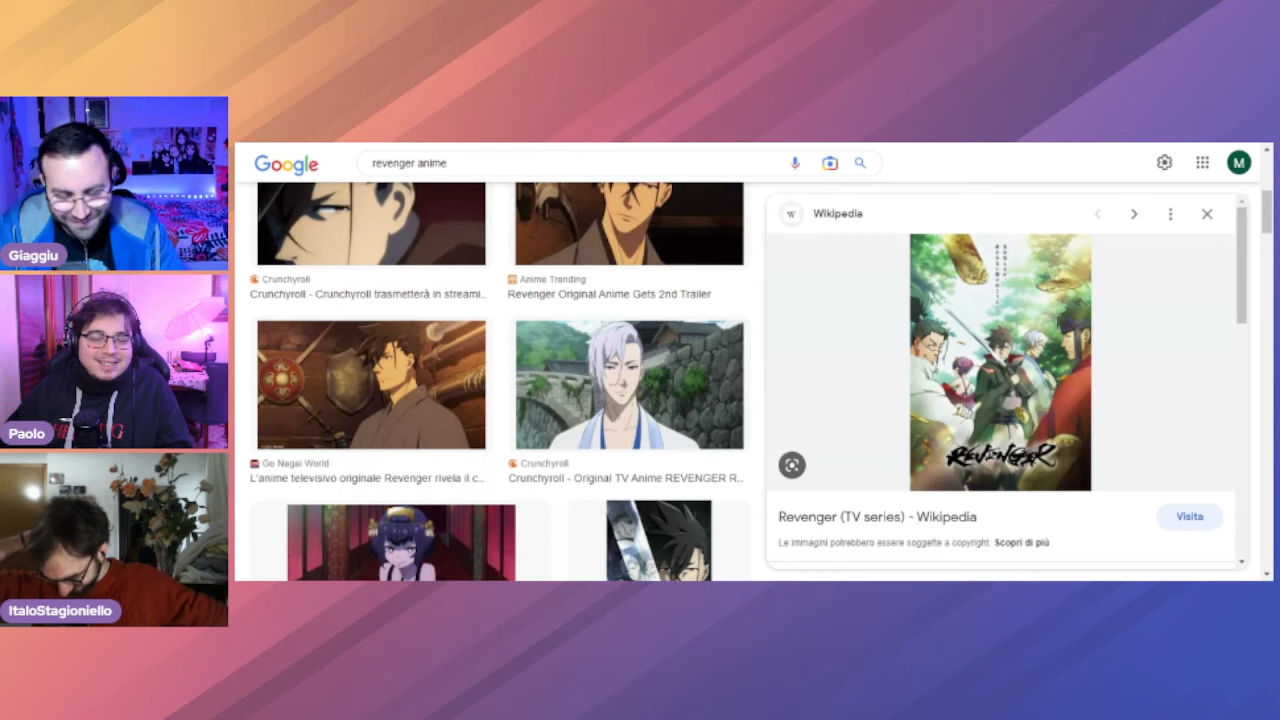 Google
revenger anime
M
Giaggiu
Paolo
ItaloStagioniello
Crunchyroll
Crunchyroll - Crunchyroll trasmetterà in streami...
Anime Trending
Revenger Original Anime Gets 2nd Trailer
Go Nagai World
L'anime televisivo originale Revenger rivela il c...
Crunchyroll
Crunchyroll - Original TV Anime REVENGER R...
W
Wikipedia
REVENGER
Revenger (TV series) - Wikipedia
Visita
Le immagini potrebbero essere soggette a copyright. Scopri di più